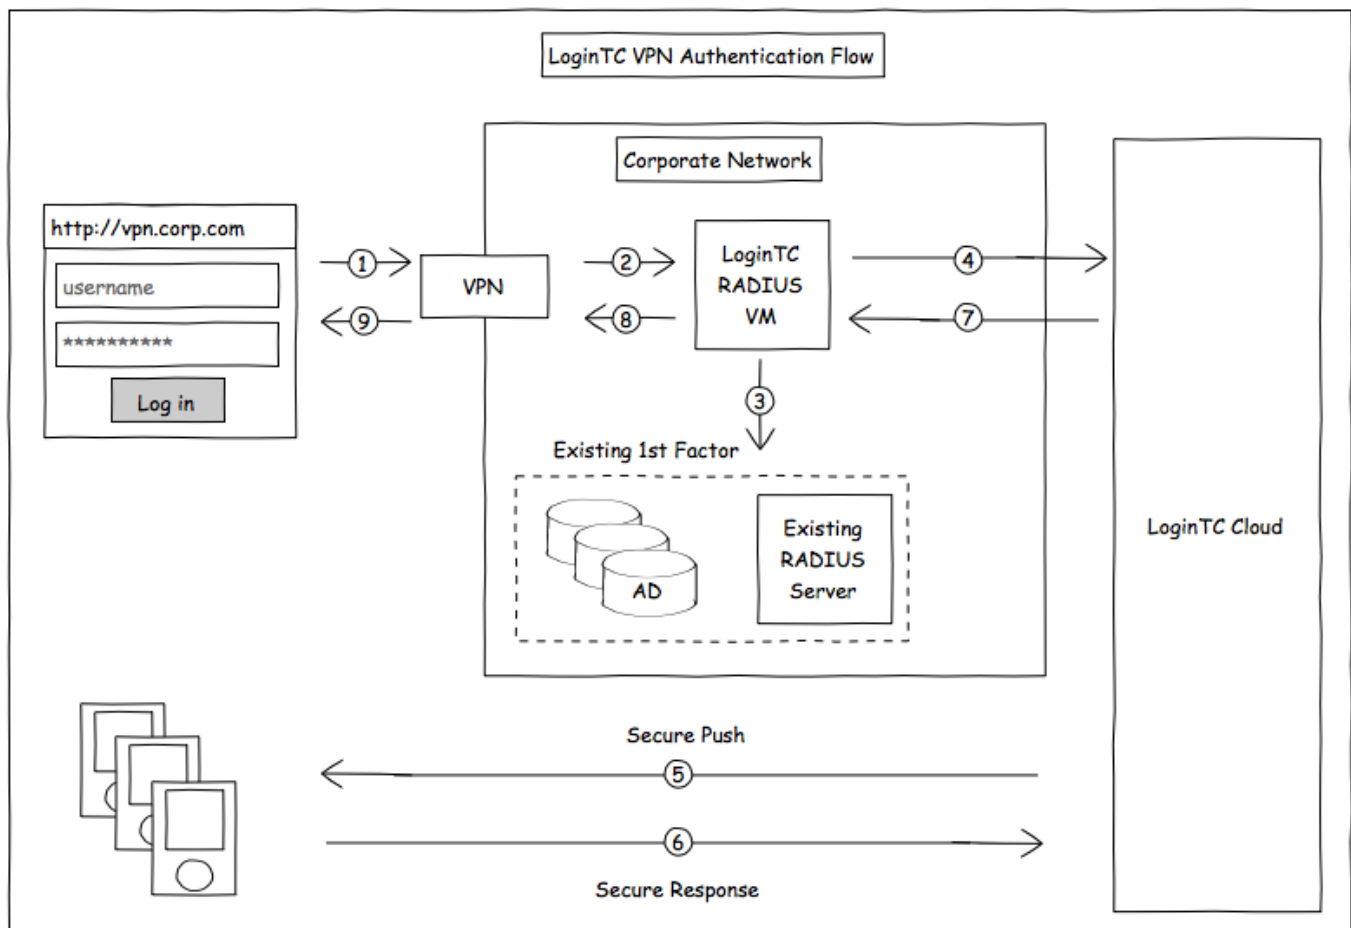 LoginTC VPN Authentication Flow
Corporate Network
http://vpn.corp.com
username
**********
Log in
1
9
VPN
2
8
LoginTC
RADIUS
VM
4
7
3
Existing 1st Factor
AD
Existing
RADIUS
Server
LoginTC Cloud
Secure Push
5
6
Secure Response